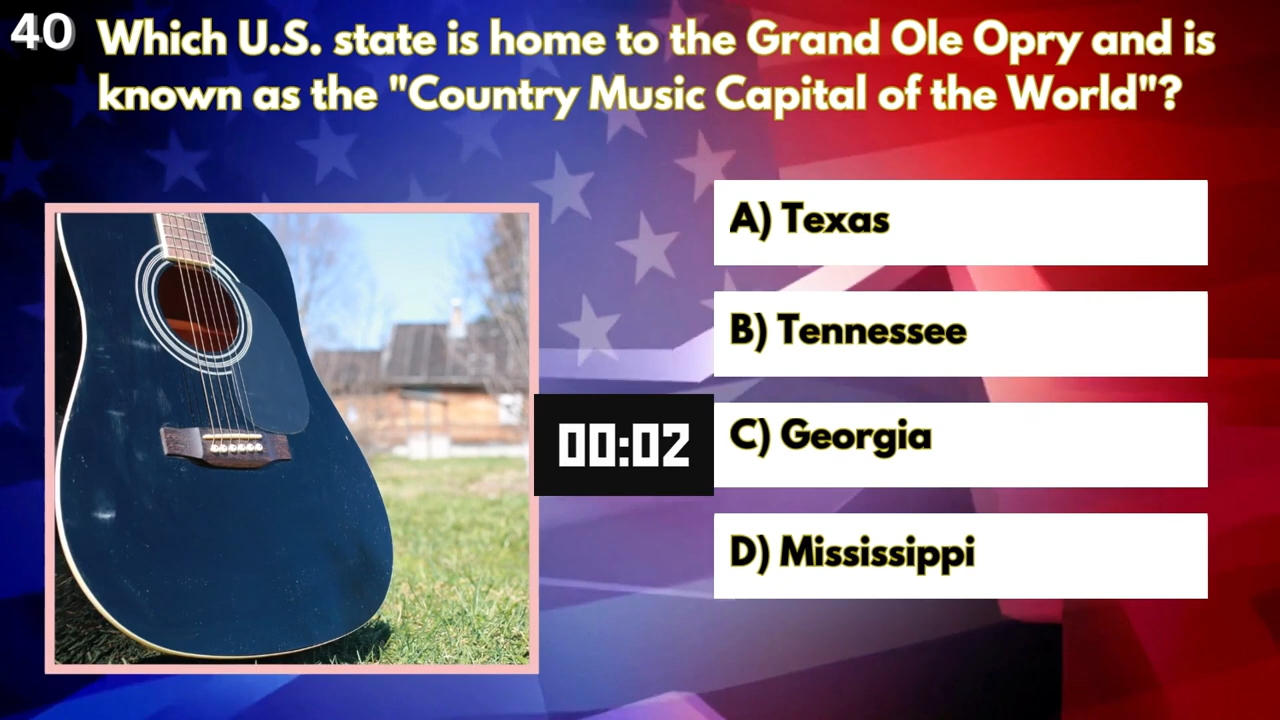 40
Which U.S. state is home to the Grand Ole Opry and is
known as the "Country Music Capital of the World"?
A) Texas
B) Tennessee
00:02
C) Georgia
D) Mississippi